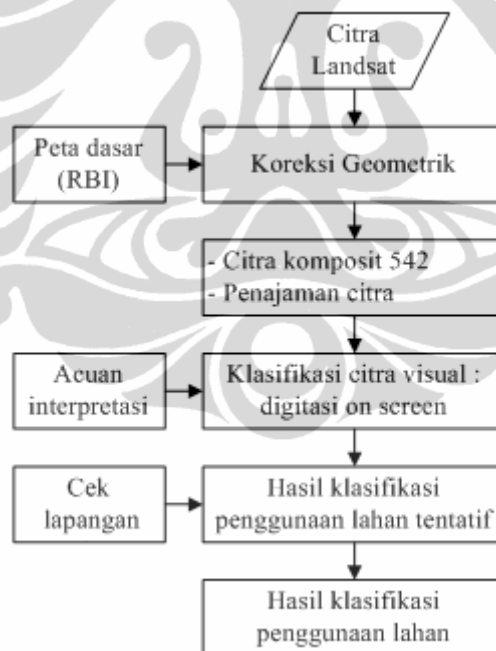 Citra
Landsat
Peta dasar
(RBI)
Koreksi Geometrik
- Citra komposit 542
- Penajaman citra
Acuan
interpretasi
Klasifikasi citra visual :
digitasi on screen
Cek
lapangan
Hasil klasifikasi
penggunaan lahan tentatif
Hasil klasifikasi
penggunaan lahan